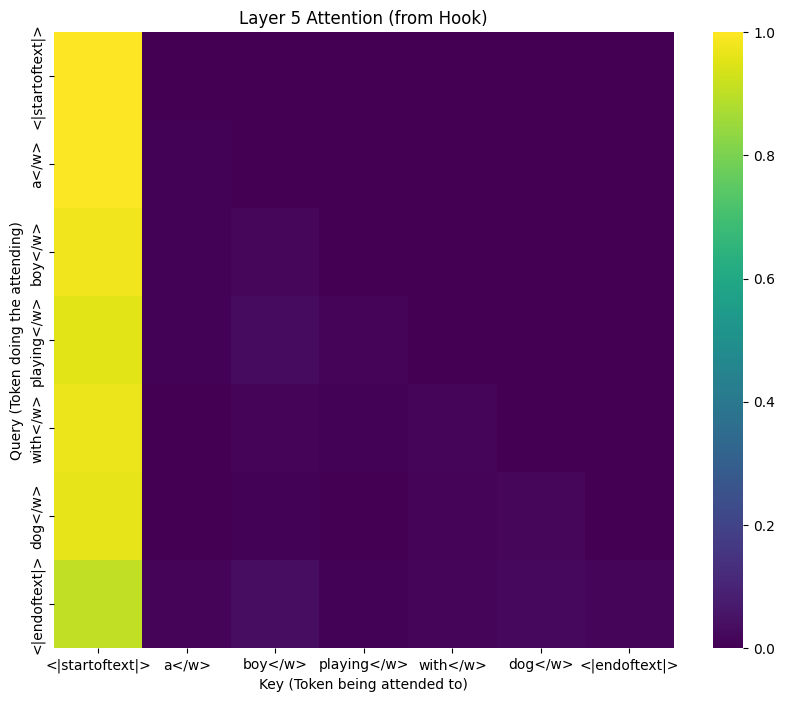 Layer 5 Attention (from Hook)
Query (Token doing the attending)
<|startoftext|>
a</w>
boy</w>
playing</w>
with</w>
dog</w>
<|endoftext|>
1.0
0.8
0.6
0.4
0.2
0.0
<|startoftext|> a</w> boy</w> playing</w> with</w> dog</w> <|endoftext|>
Key (Token being attended to)